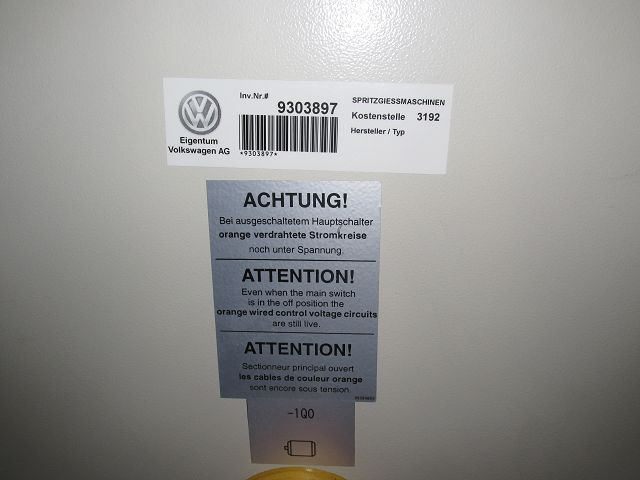 Inv.Nr.# 9303897
*9303897*
Eigentum
Volkswagen AG
SPRITZGIESSMASCHINEN
Kostenstelle 3192
Hersteller / Typ
ACHTUNG!
Bei ausgeschaltetem Hauptschalter
orange verdrahtete Stromkreise
noch unter Spannung.
ATTENTION!
Even when the main switch
is in the off position the
orange wired control voltage circuits
are still live.
ATTENTION!
Sectionneur principal ouvert
les cables de couleur orange
sont encore sous tension.
-1Q0